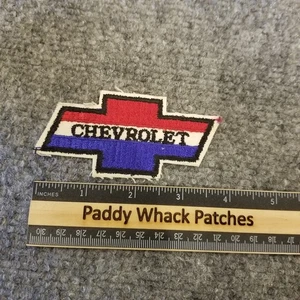 CHEVROLET
INCHES 1 2 3 4 5
Paddy Whack Patches